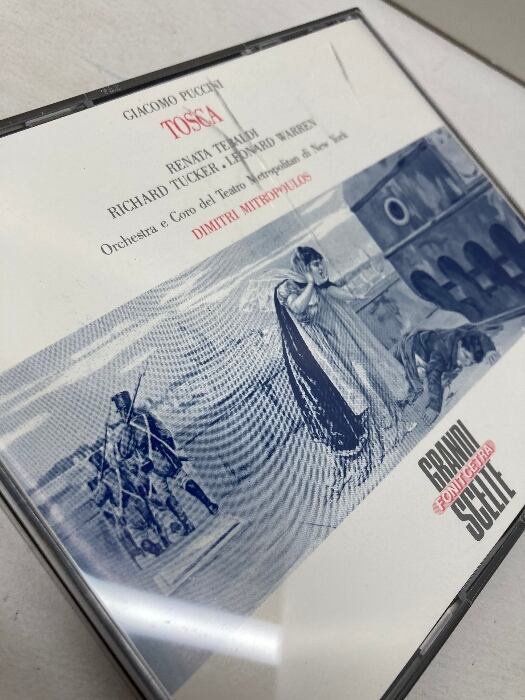 GIACOMO PUCCINI
TOSCA
RENATA TEBALDI
RICHARD TUCKER • LEONARD WARREN
Orchestra e Coro del Teatro Metropolitan di New York
DIMITRI MITROPOULOS
GRANDI
FONIT CETRA
SCELTE